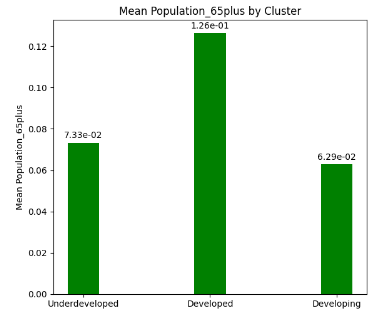 Mean Population_65plus by Cluster
1.26e-01
7.33e-02
6.29e-02
Mean Population_65plus
0.12
0.10
0.08
0.06
0.04
0.02
0.00
Underdeveloped
Developed
Developing